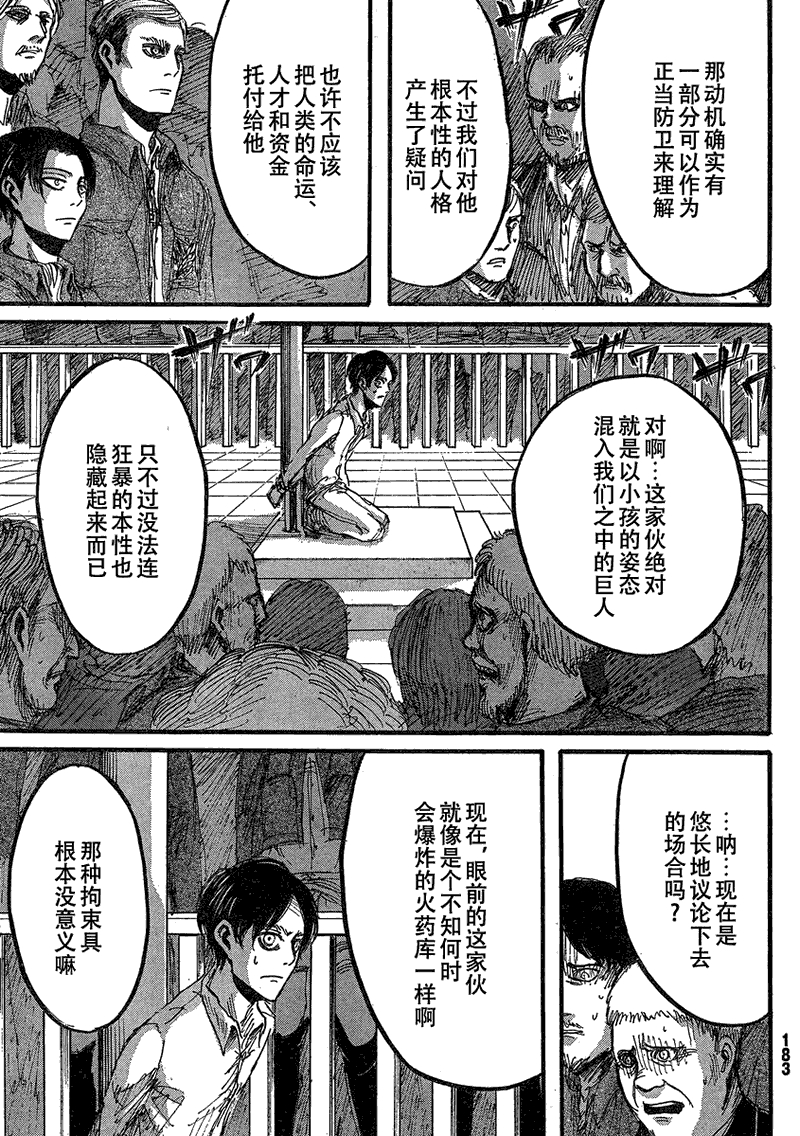 那动机确实有
一部分可以作为
正当防卫来理解
不过我们对他
根本性的人格
产生了疑问
也许不应该
把人类的命运、
人才和资金
托付给他
ザワ
ザワ
ザワ
ザワ
对啊…这家伙绝对
就是以小孩的姿态
混入我们之中的巨人
只不过没法连
狂暴的本性也
隐藏起来而已
…呐…现在是
悠长地议论下去
的场合吗？
现在,眼前的这家伙
就像是个不知何时
会爆炸的火药库一样啊
那种拘束具
根本没意义嘛
183